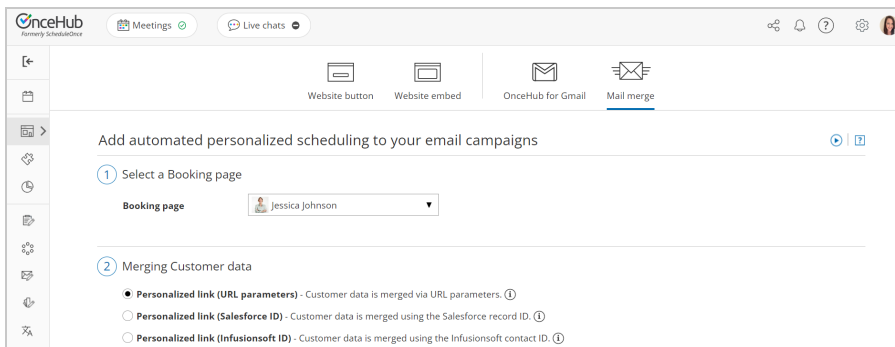 OnceHub
Formerly ScheduleOnce
Meetings
Live chats
?
Website button
Website embed
OnceHub for Gmail
Mail merge
Add automated personalized scheduling to your email campaigns
?
1 Select a Booking page
Booking page
Jessica Johnson
2 Merging Customer data
Personalized link (URL parameters) - Customer data is merged via URL parameters. i
Personalized link (Salesforce ID) - Customer data is merged using the Salesforce record ID. i
Personalized link (Infusionsoft ID) - Customer data is merged using the Infusionsoft contact ID. i